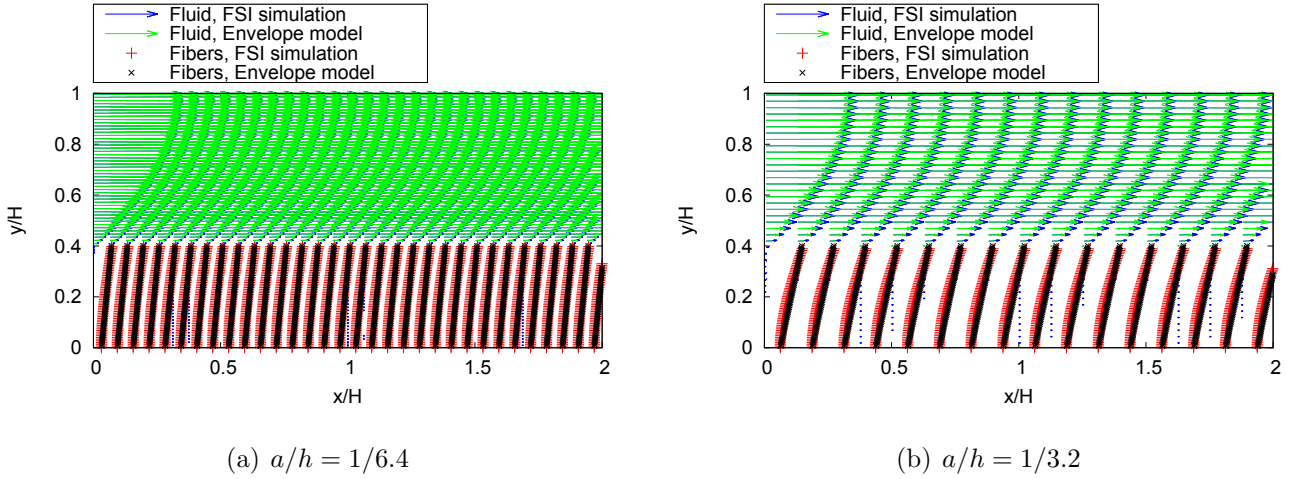 Fluid, FSI simulation
Fluid, Envelope model
Fibers, FSI simulation
Fibers, Envelope model
1
0.8
0.6
0.4
0.2
0
y/H
0 0.5 1 1.5 2
x/H
(a) a/h = 1/6.4
Fluid, FSI simulation
Fluid, Envelope model
Fibers, FSI simulation
Fibers, Envelope model
1
0.8
0.6
0.4
0.2
0
y/H
0 0.5 1 1.5 2
x/H
(b) a/h = 1/3.2